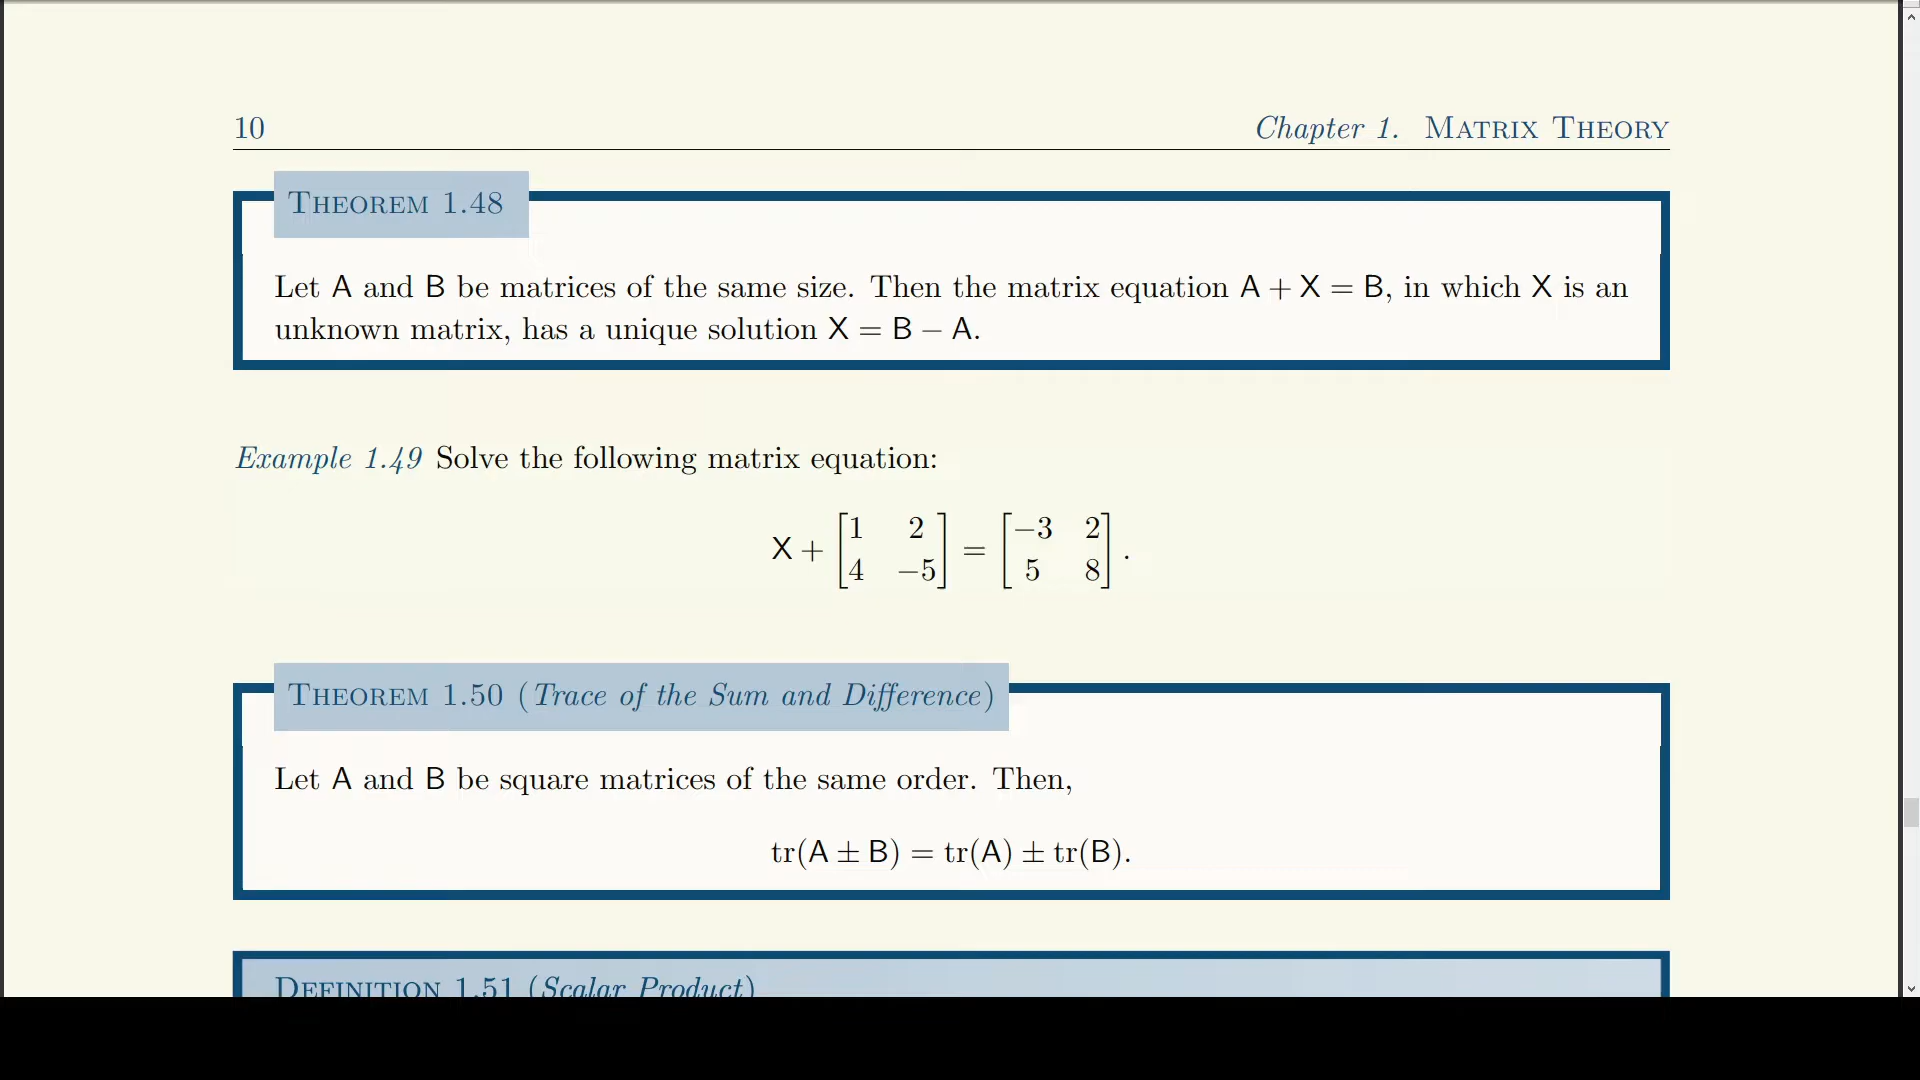 10 Chapter 1. MATRIX THEORY
THEOREM 1.48
Let A and B be matrices of the same size. Then the matrix equation A + X = B, in which X is an
unknown matrix, has a unique solution X = B − A.
Example 1.49 Solve the following matrix equation:
X + [1 2; 4 −5] = [−3 2; 5 8].
THEOREM 1.50 (Trace of the Sum and Difference)
Let A and B be square matrices of the same order. Then,
tr(A ± B) = tr(A) ± tr(B).
DEFINITION 1.51 (Scalar Product)